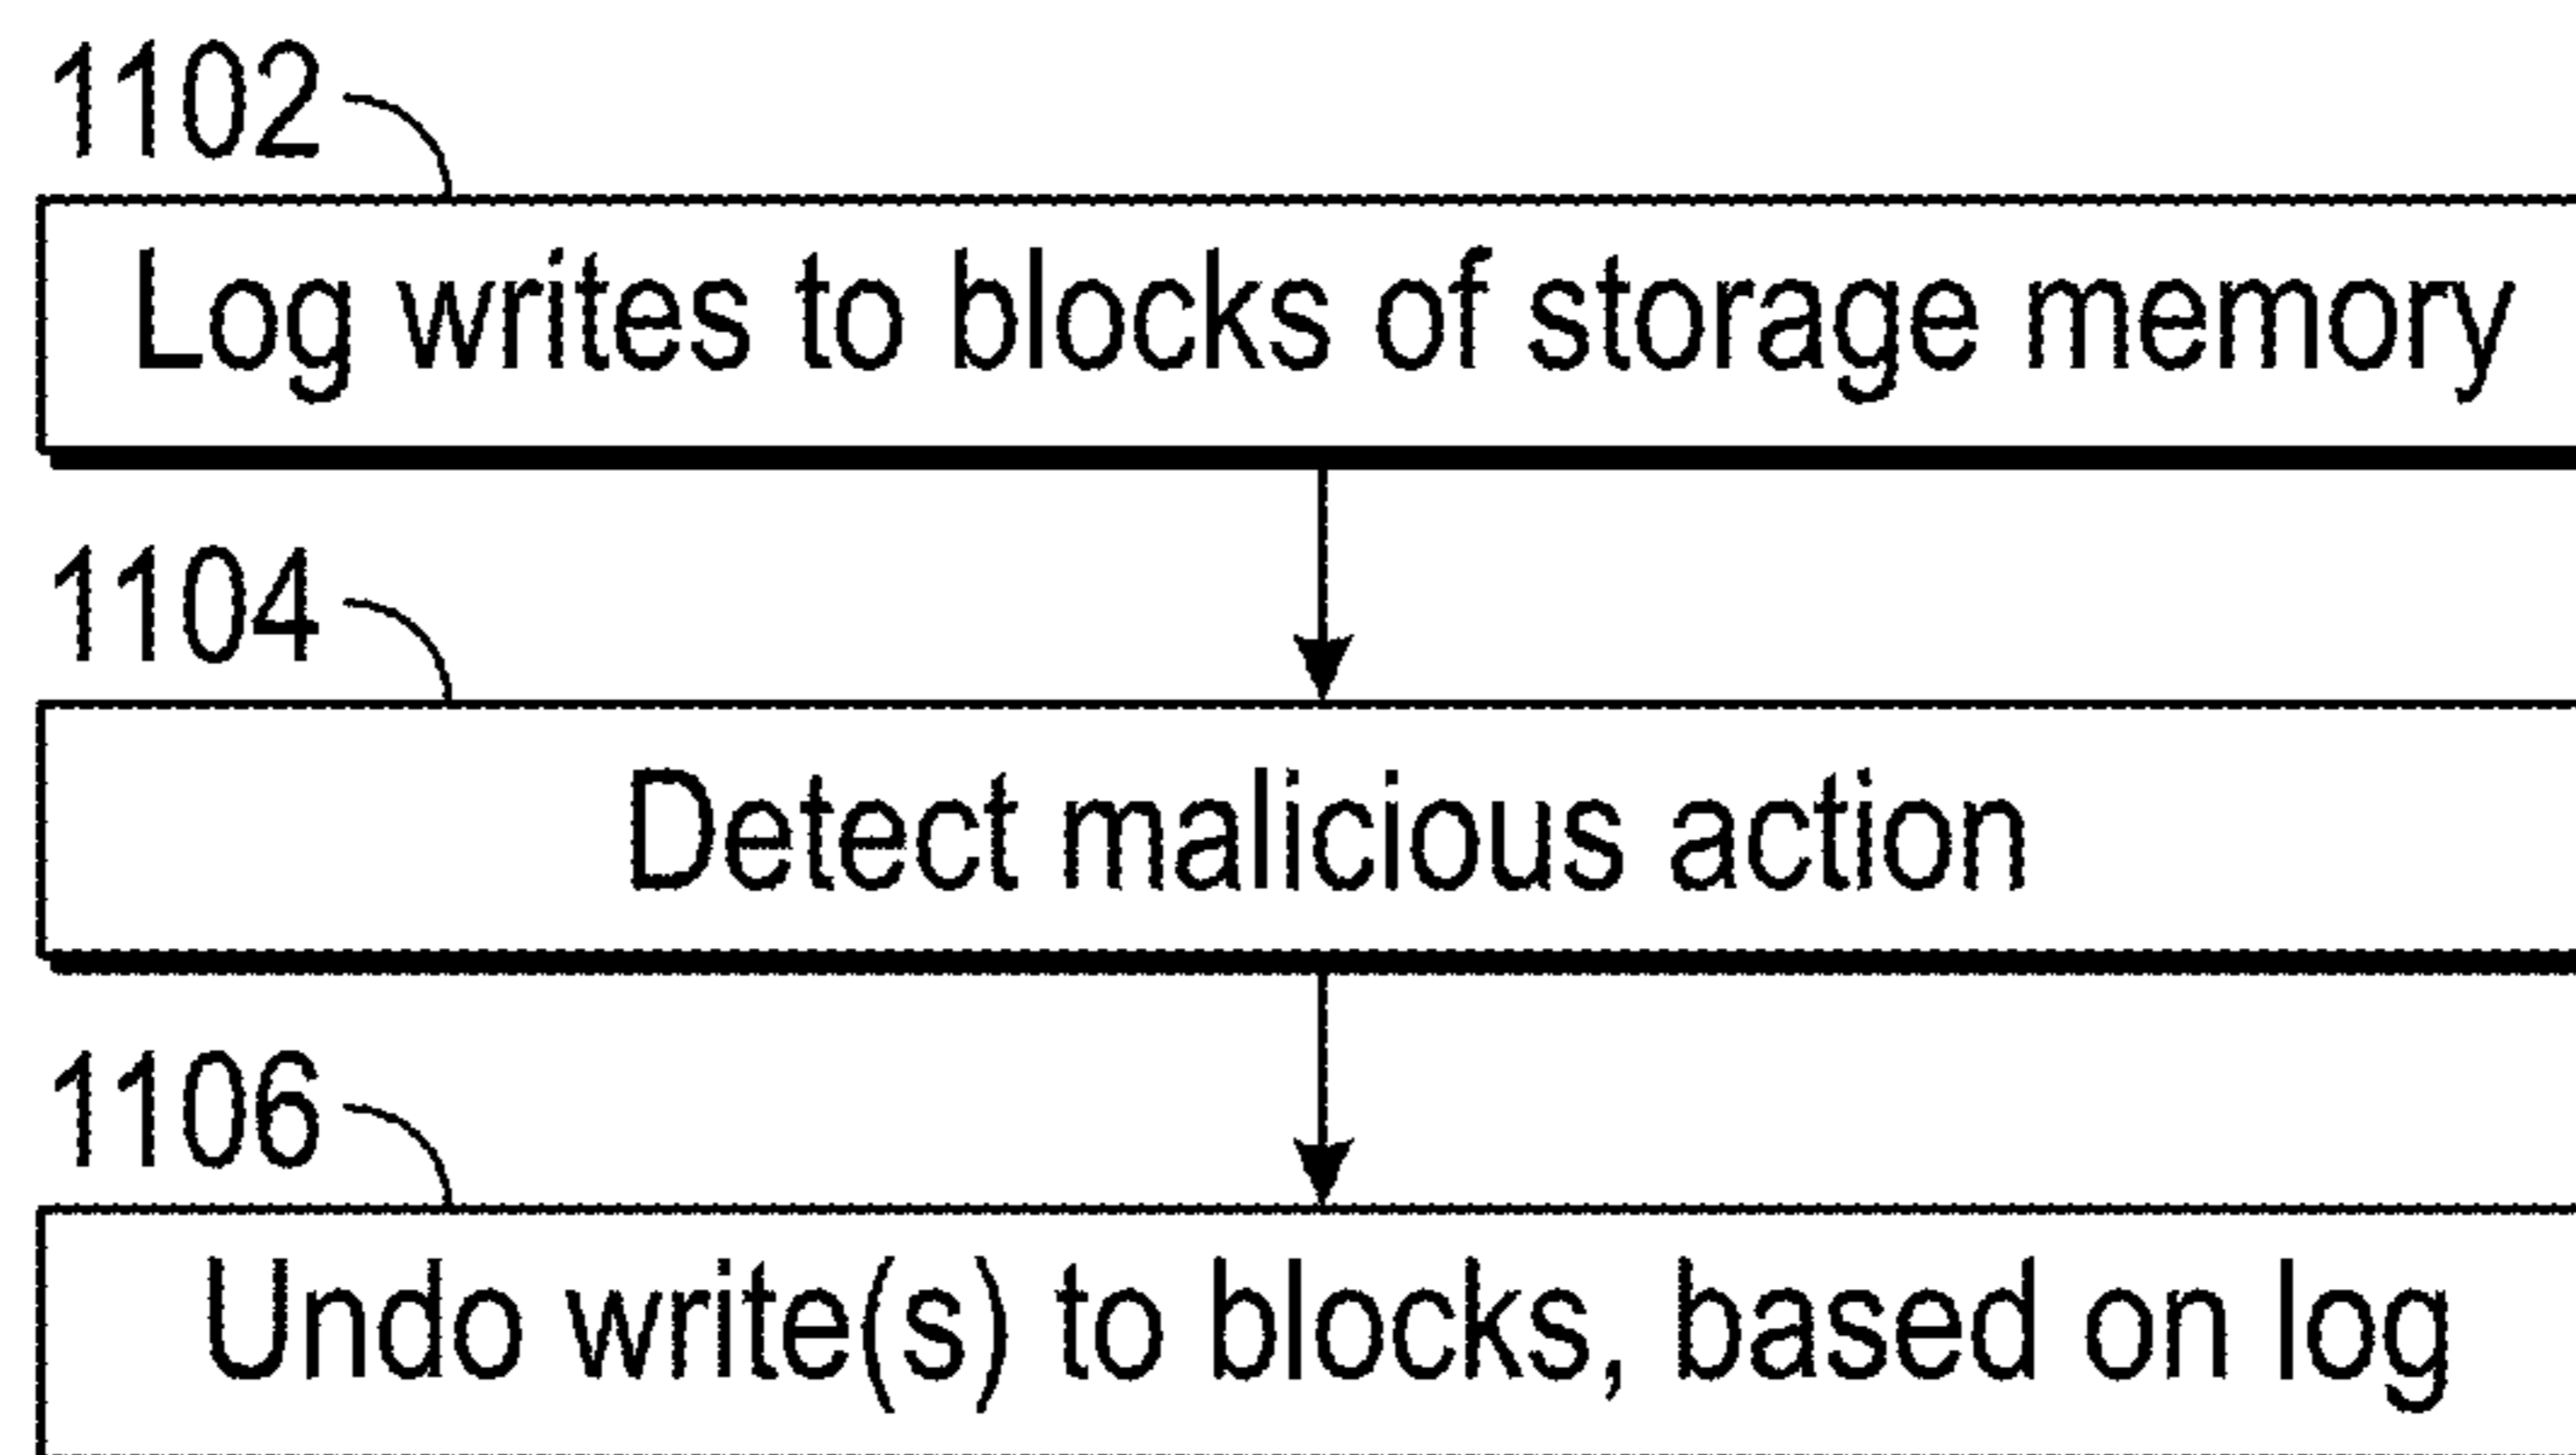 1102
Log writes to blocks of storage memory
1104
Detect malicious action
1106
Undo write(s) to blocks, based on log